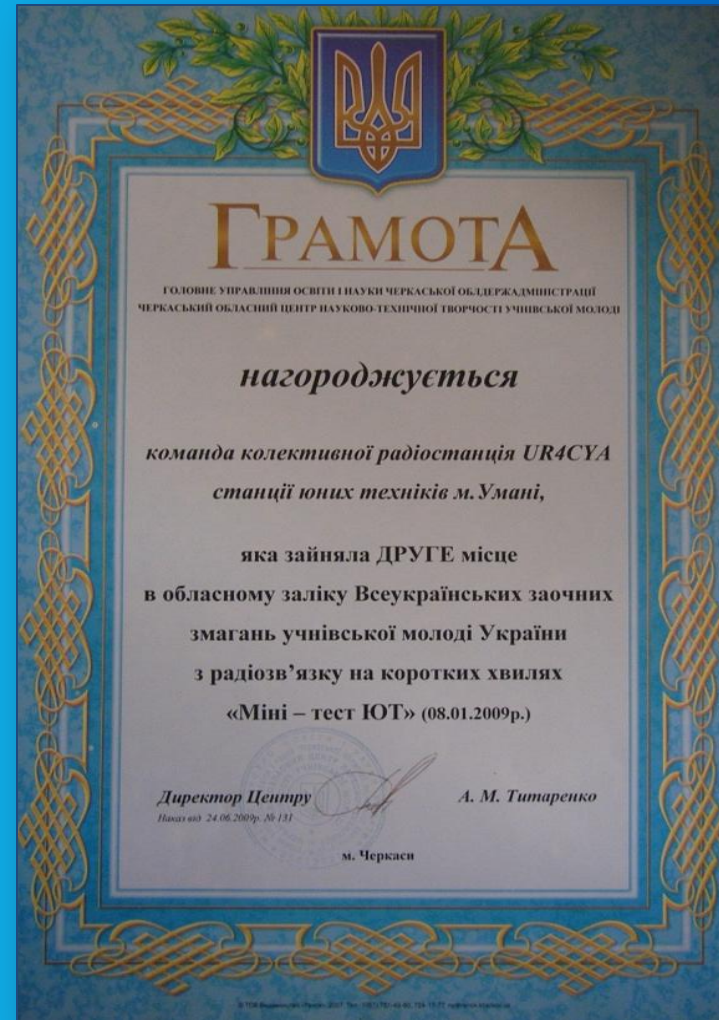 ГРАМОТА
ГОЛОВНЕ УПРАВЛІННЯ ОСВІТИ І НАУКИ ЧЕРКАСЬКОЇ ОБЛДЕРЖАДМІНІСТРАЦІЇ
ЧЕРКАСЬКИЙ ОБЛАСНИЙ ЦЕНТР НАУКОВО-ТЕХНІЧНОЇ ТВОРЧОСТІ УЧНІВСЬКОЇ МОЛОДІ
нагороджується
команда колективної радіостанція UR4CYA
станції юних техніків м.Умані,
яка зайняла ДРУГЕ місце
в обласному заліку Всеукраїнських заочних
змагань учнівської молоді України
з радіозв’язку на коротких хвилях
«Міні – тест ЮТ» (08.01.2009р.)
Директор Центру А. М. Титаренко
Наказ від 24.06.2009р. № 131
м. Черкаси